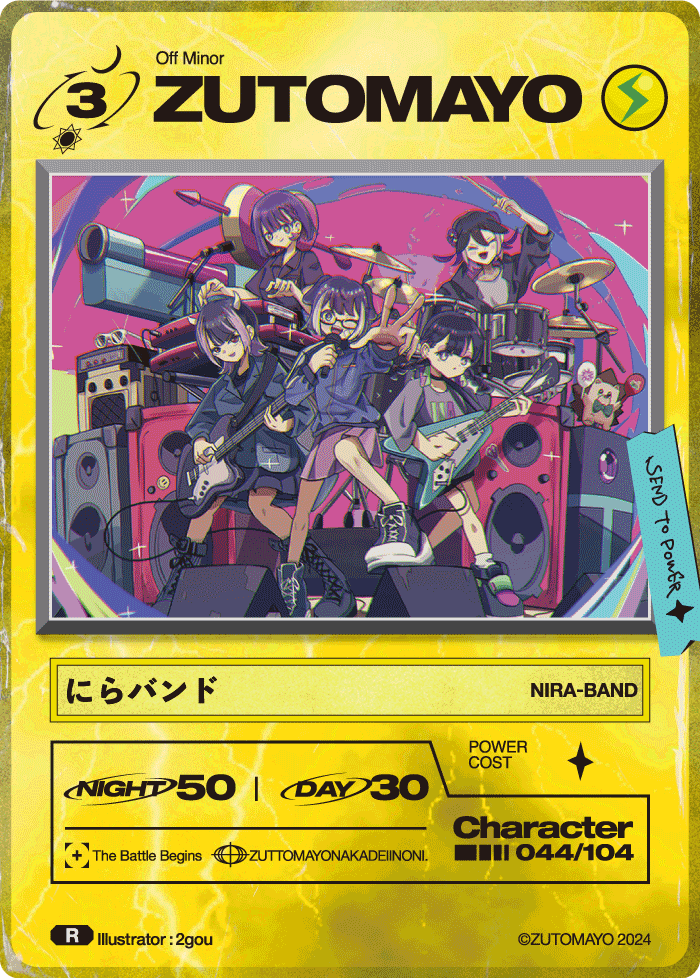 Off Minor
3 ZUTOMAYO
SEND TO POWER
にらバンド
NIRA-BAND
POWER
COST
NIGHT 50 | DAY 30
Character
044/104
The Battle Begins ZUTTOMAYONAKADEIINONI.
R Illustrator : 2gou
©ZUTOMAYO 2024